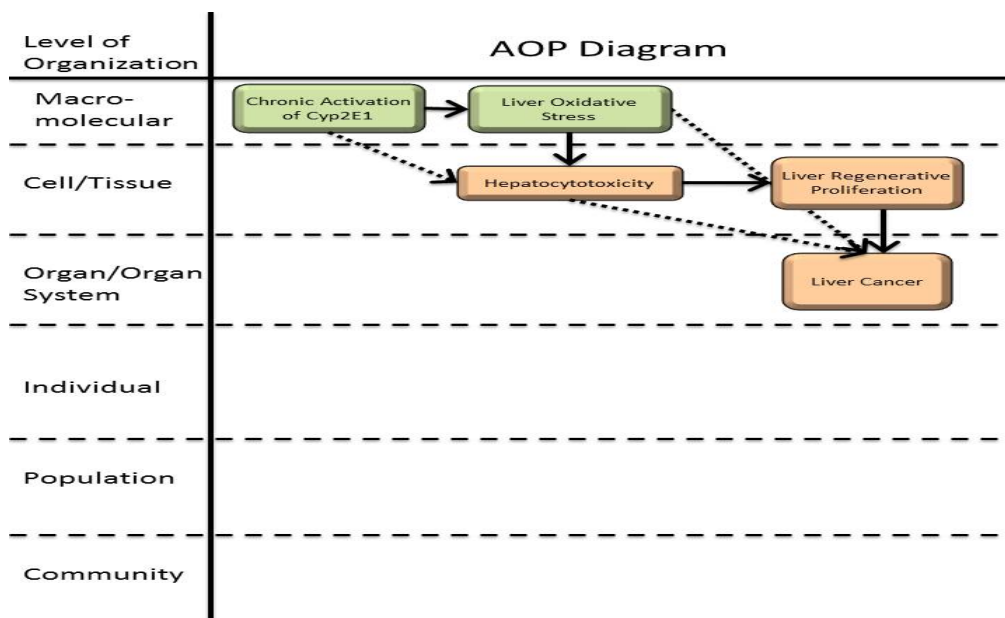 Level of
Organization
AOP Diagram
Macro-
molecular
Chronic Activation
of Cyp2E1
Liver Oxidative
Stress
Cell/Tissue
Hepatocytotoxicity
Liver Regenerative
Proliferation
Organ/Organ
System
Liver Cancer
Individual
Population
Community